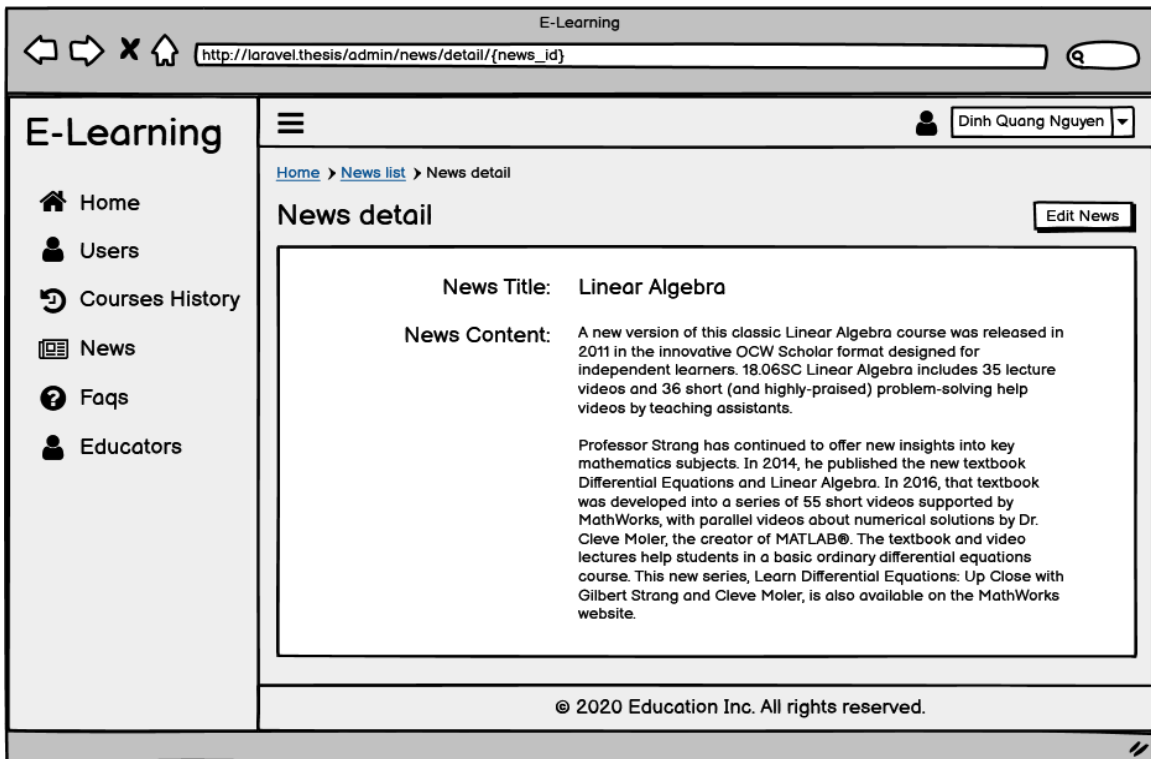 E-Learning
http://laravel.thesis/admin/news/detail/{news_id}
E-Learning
Home
Users
Courses History
News
Faqs
Educators
Dinh Quang Nguyen
Home > News list > News detail
News detail
Edit News
News Title: Linear Algebra
News Content:
A new version of this classic Linear Algebra course was released in
2011 in the innovative OCW Scholar format designed for
independent learners. 18.06SC Linear Algebra includes 35 lecture
videos and 36 short (and highly-praised) problem-solving help
videos by teaching assistants.
Professor Strang has continued to offer new insights into key
mathematics subjects. In 2014, he published the new textbook
Differential Equations and Linear Algebra. In 2016, that textbook
was developed into a series of 55 short videos supported by
MathWorks, with parallel videos about numerical solutions by Dr.
Cleve Moler, the creator of MATLAB®. The textbook and video
lectures help students in a basic ordinary differential equations
course. This new series, Learn Differential Equations: Up Close with
Gilbert Strang and Cleve Moler, is also available on the MathWorks
website.
© 2020 Education Inc. All rights reserved.